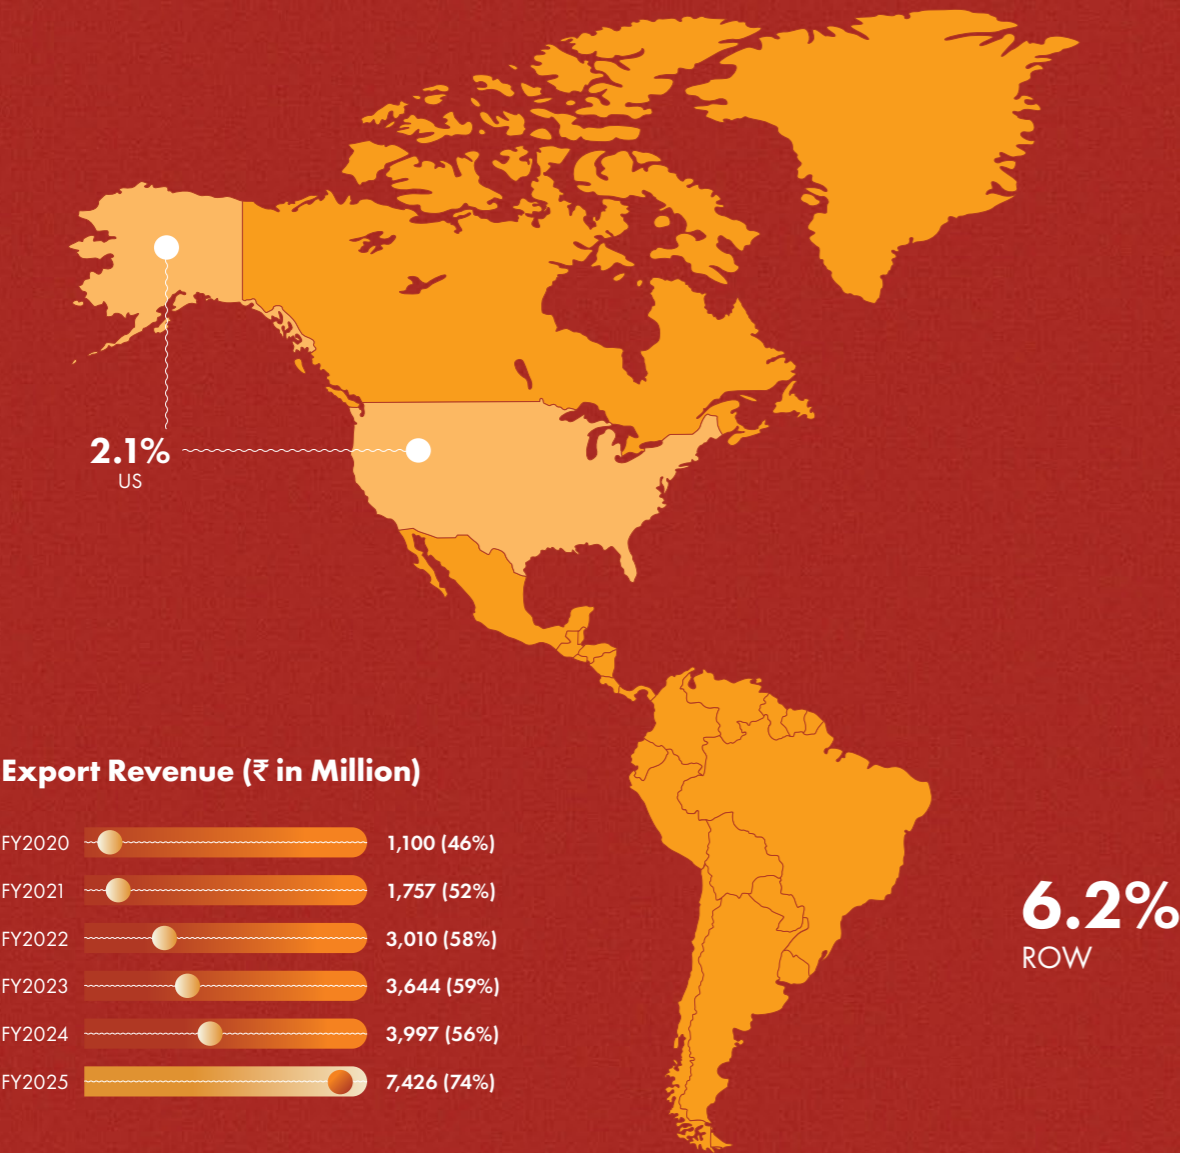 2.1%
US
Export Revenue (₹ in Million)
FY2020 1,100 (46%)
FY2021 1,757 (52%)
FY2022 3,010 (58%)
FY2023 3,644 (59%)
FY2024 3,997 (56%)
FY2025 7,426 (74%)
6.2%
ROW